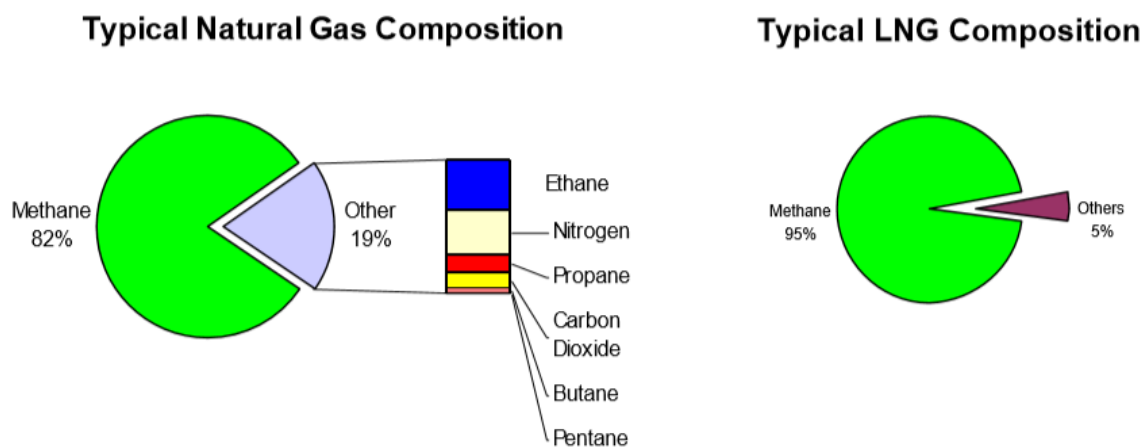 Typical Natural Gas Composition
Methane
82%
Other
19%
Ethane
Nitrogen
Propane
Carbon
Dioxide
Butane
Pentane
Typical LNG Composition
Methane
95%
Others
5%